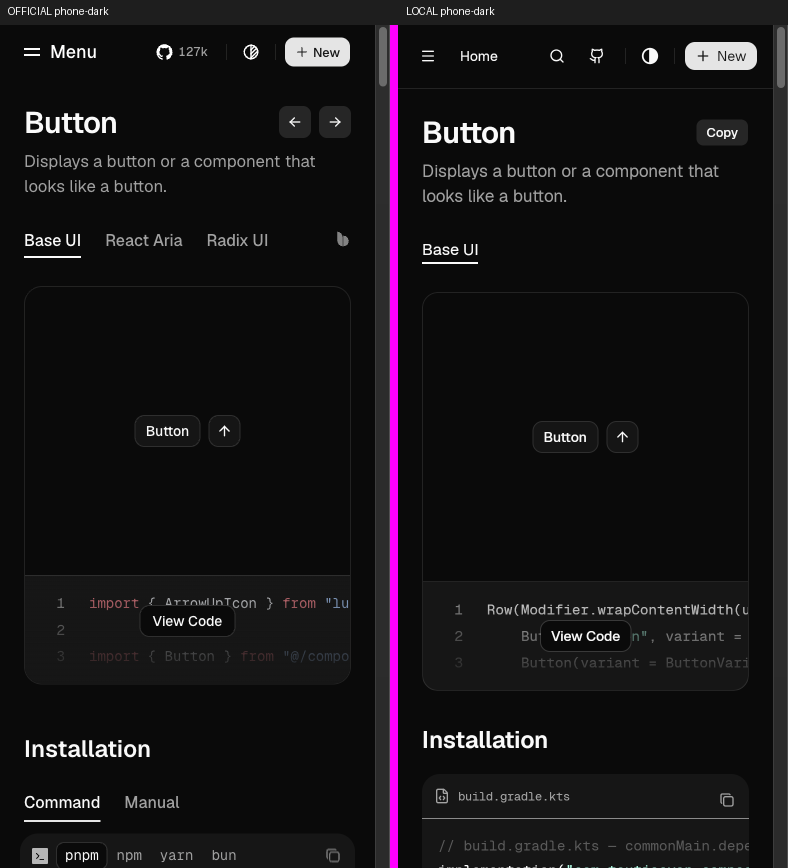 OFFICIAL phone-dark
Menu 127k New
Button
Displays a button or a component that
looks like a button.
Base UI React Aria Radix UI
Button
1 import { ArrowUpIcon } from "lu
View Code
2
3 import { Button } from "@/compo
Installation
Command Manual
pnpm npm yarn bun
LOCAL phone-dark
Home New
Button Copy
Displays a button or a component that
looks like a button.
Base UI
Button
1 Row(Modifier.wrapContentWidth(u
2 But n", variant =
View Code
3 Button(variant = ButtonVari
Installation
build.gradle.kts
// build.gradle.kts — commonMain.depe